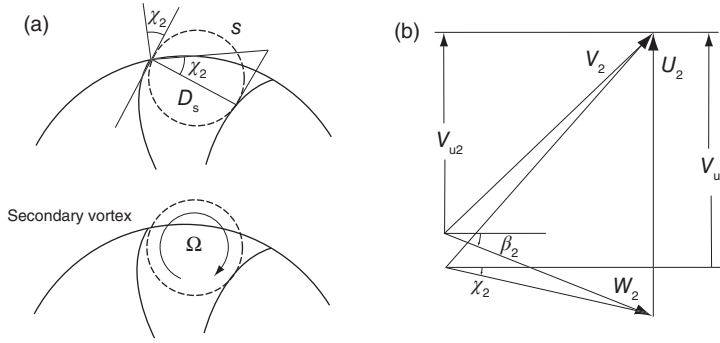 (a)
χ₂
S
χ₂
Dₛ
Secondary vortex
Ω
(b)
V₂
U₂
Vᵤ₂
Vᵤ
β₂
W₂
χ₂